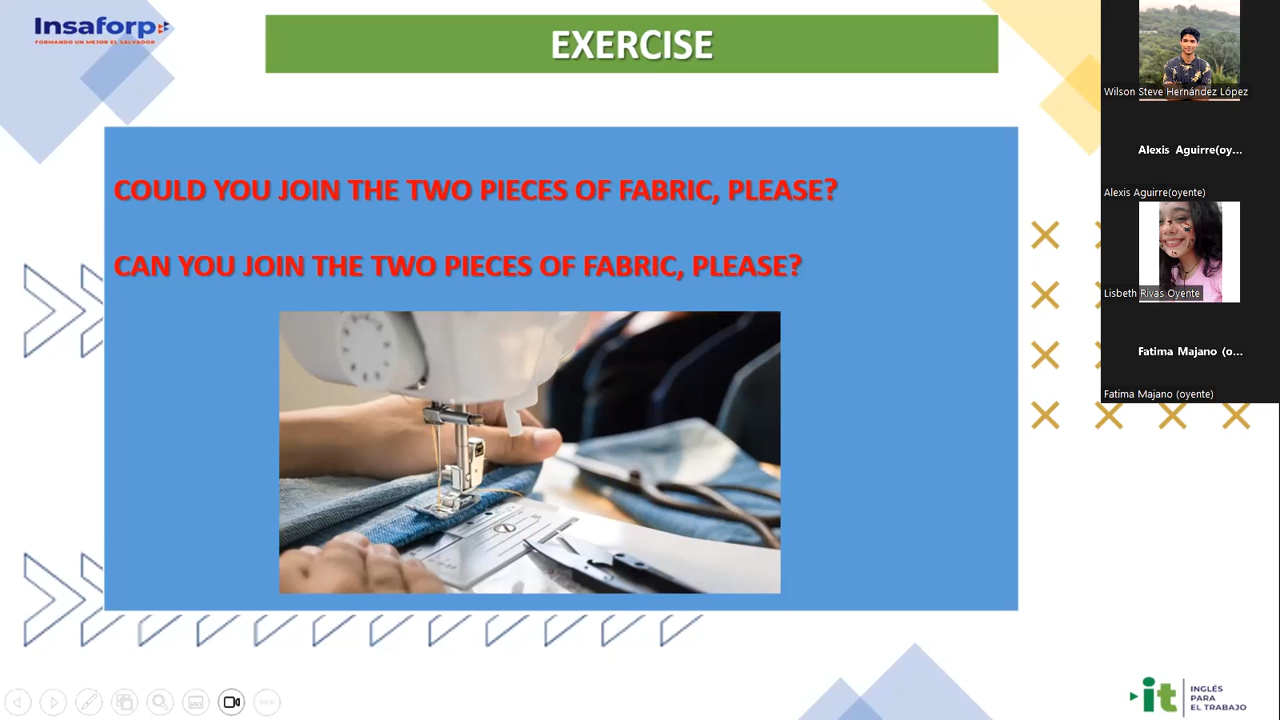 Insaforp
FORMANDO UN MEJOR EL SALVADOR
EXERCISE
COULD YOU JOIN THE TWO PIECES OF FABRIC, PLEASE?
CAN YOU JOIN THE TWO PIECES OF FABRIC, PLEASE?
Wilson Steve Hernández López
Alexis Aguirre(oy...
Alexis Aguirre(oyente)
Lisbeth Rivas Oyente
Fatima Majano (o...
Fatima Majano (oyente)
it
INGLÉS
PARA
EL TRABAJO